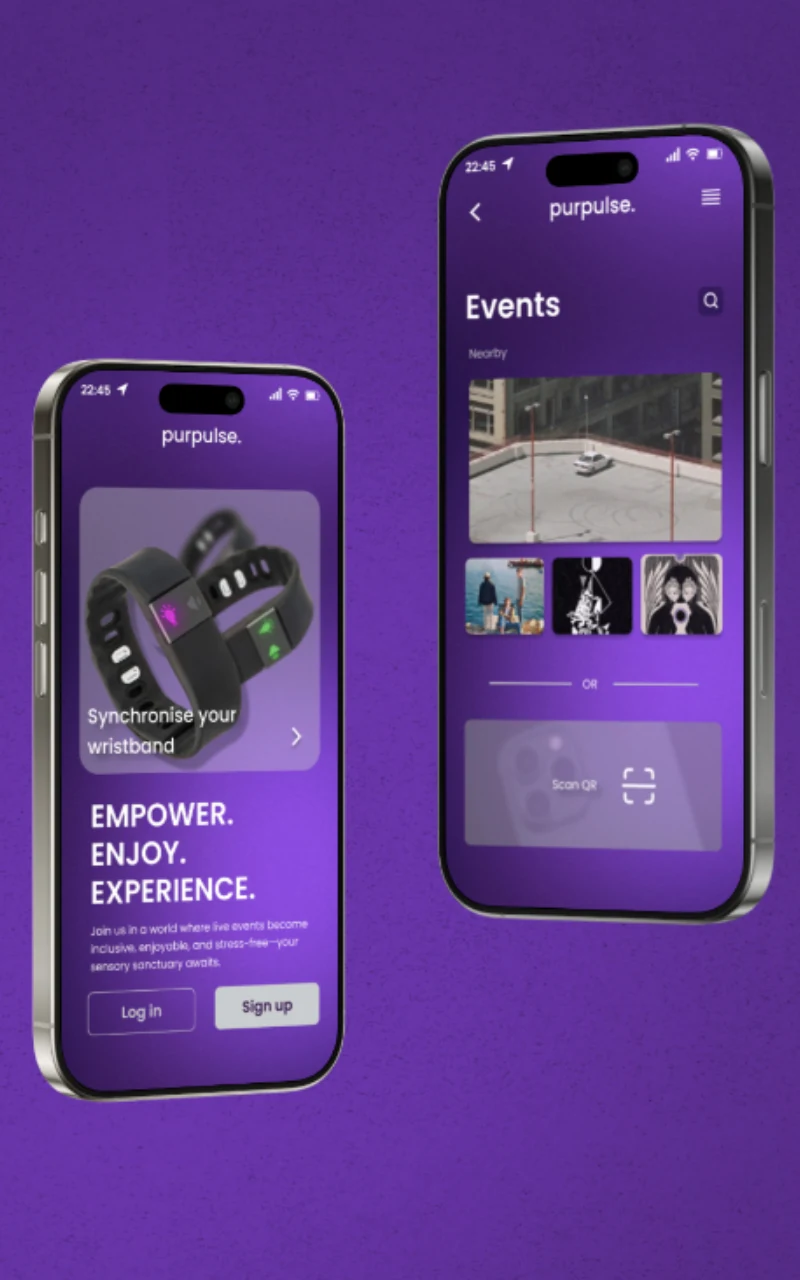 22:45
purpulse.
Synchronise your
wristband
EMPOWER.
ENJOY.
EXPERIENCE.
Join us in a world where live events become
inclusive, enjoyable, and stress-free—your
sensory sanctuary awaits.
Log in
Sign up
22:45
purpulse.
Events
Nearby
OR
Scan QR